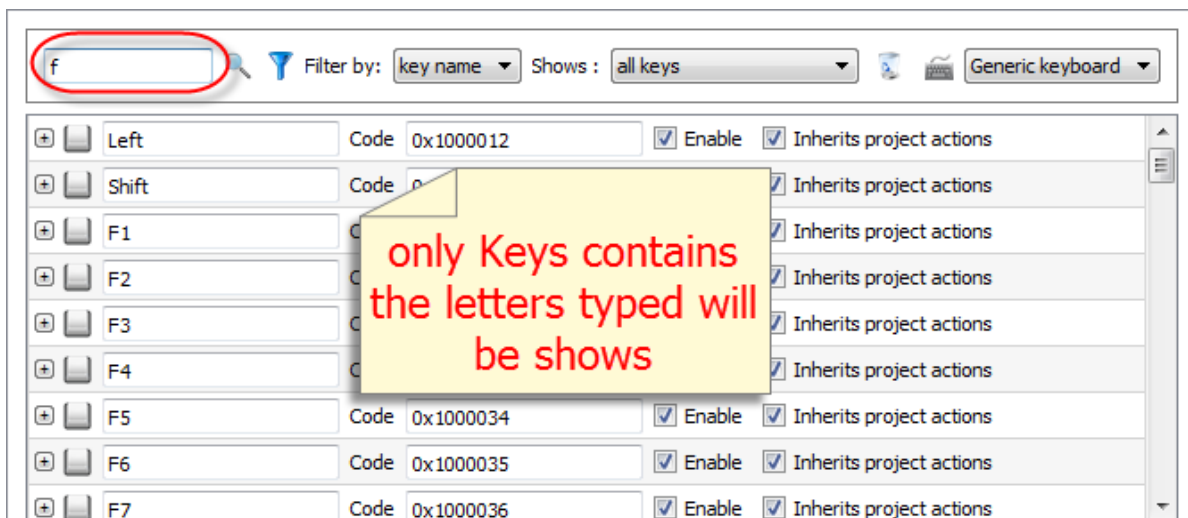 f Filter by: key name Shows : all keys Generic keyboard
Left Code 0x1000012 Enable Inherits project actions
Shift Code Inherits project actions
F1 Inherits project actions
F2 Inherits project actions
F3 Inherits project actions
F4 Inherits project actions
only Keys contains
the letters typed will
be shows
F5 Code 0x1000034 Enable Inherits project actions
F6 Code 0x1000035 Enable Inherits project actions
F7 Code 0x1000036 Enable Inherits project actions